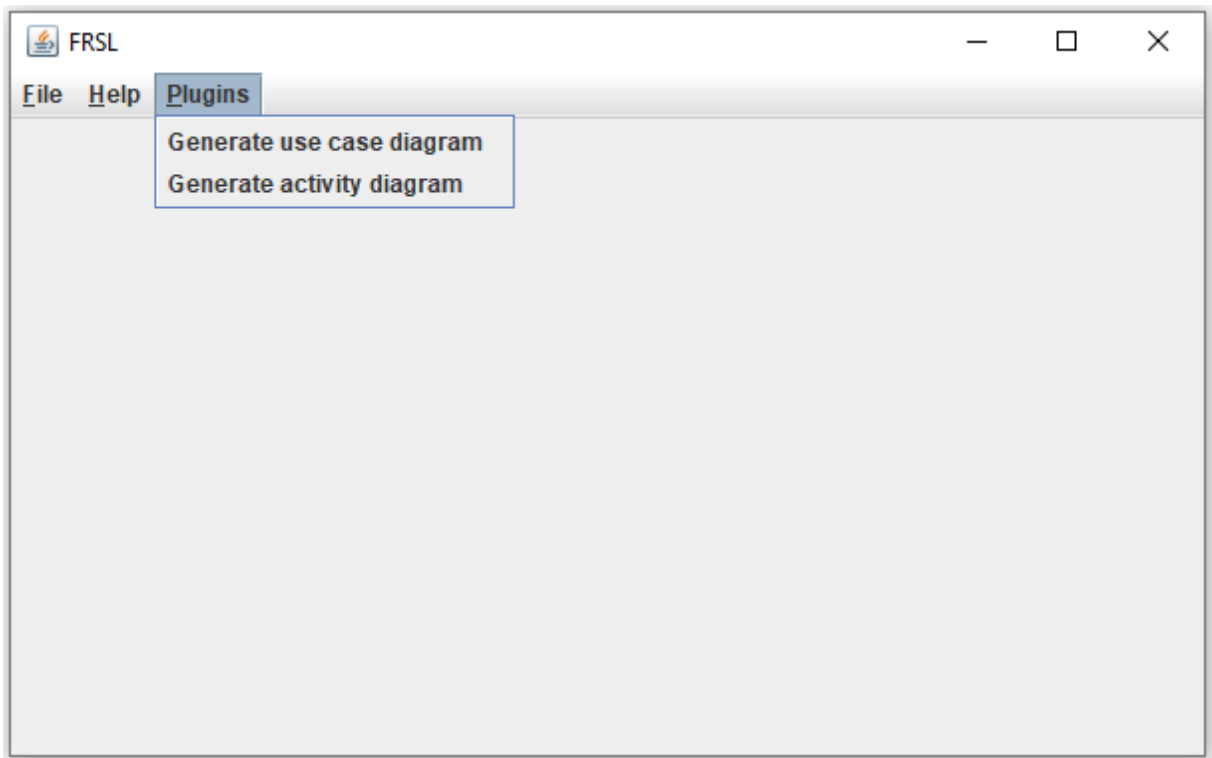 FRSL
File Help Plugins
Generate use case diagram
Generate activity diagram